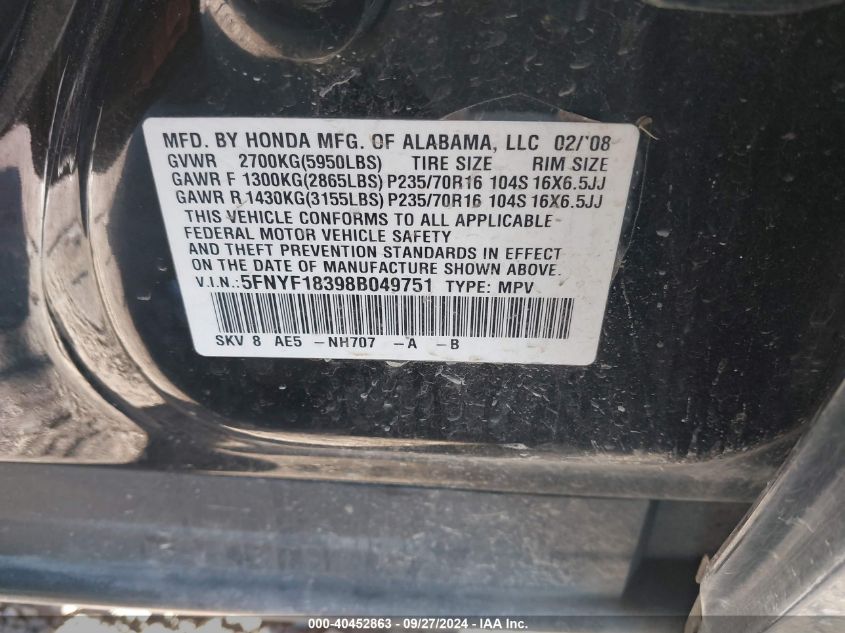 MFD. BY HONDA MFG. OF ALABAMA, LLC 02/'08
GVWR 2700KG(5950LBS) TIRE SIZE RIM SIZE
GAWR F 1300KG(2865LBS) P235/70R16 104S 16X6.5JJ
GAWR R 1430KG(3155LBS) P235/70R16 104S 16X6.5JJ
THIS VEHICLE CONFORMS TO ALL APPLICABLE
FEDERAL MOTOR VEHICLE SAFETY
AND THEFT PREVENTION STANDARDS IN EFFECT
ON THE DATE OF MANUFACTURE SHOWN ABOVE.
V.I.N.:5FNYF18398B049751 TYPE: MPV
SKV 8 AE5 -NH707 -A -B
000-40452863 - 09/27/2024 - IAA Inc.